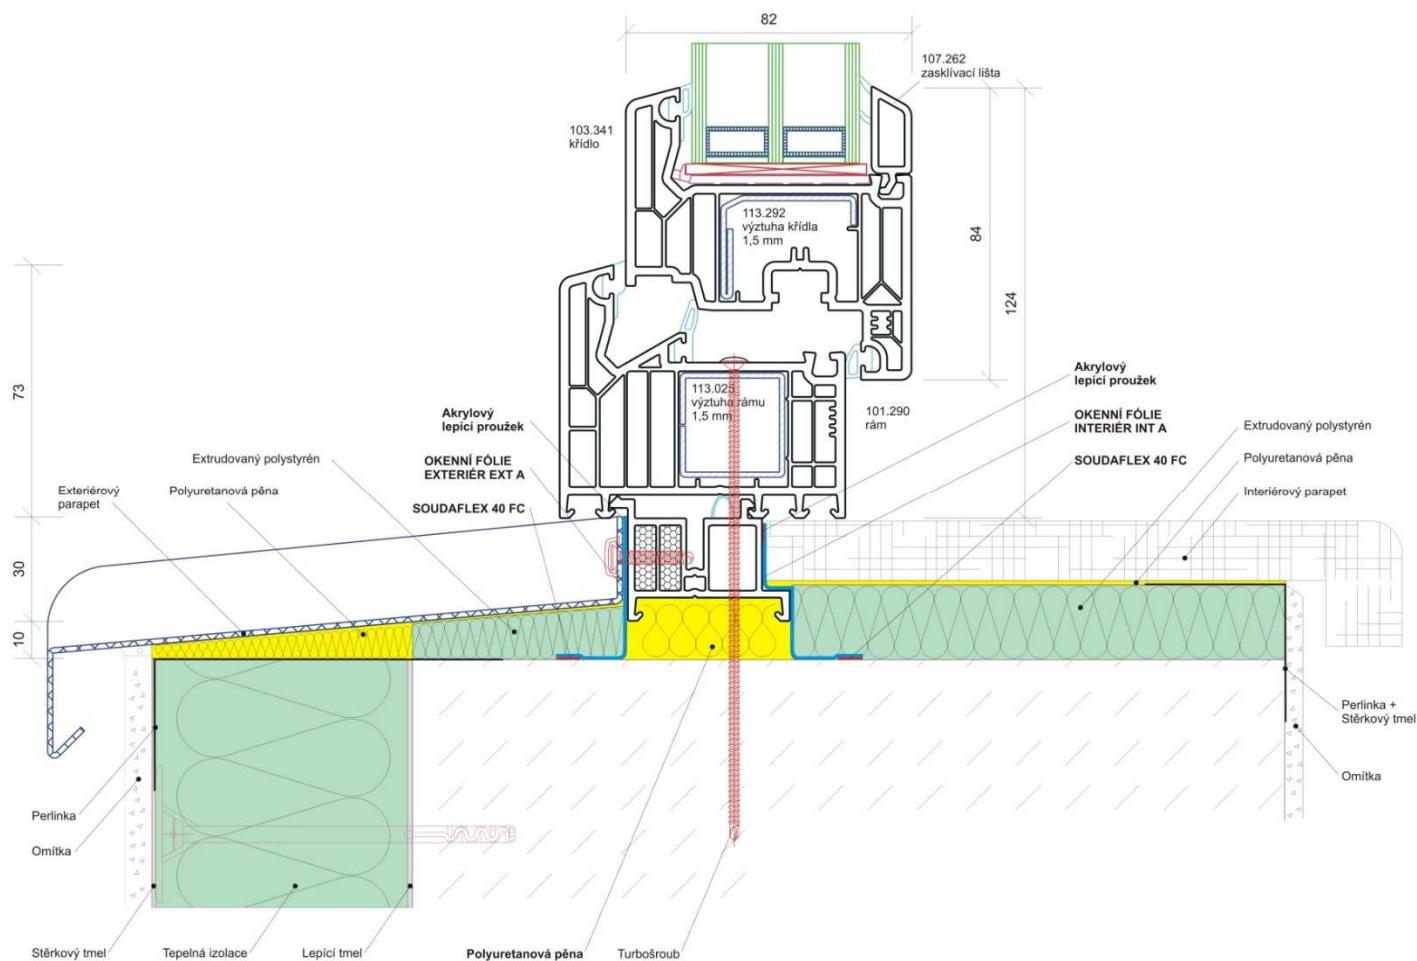 82
107.262
zasklívací lišta
103.341
křídlo
113.292
výztuha křídla
1,5 mm
84
124
73
113.025
výztuha rámu
1,5 mm
101.290
rám
Akrylový
lepící proužek
OKENNÍ FÓLIE
EXTERIÉR EXT A
SOUDAFLEX 40 FC
Extrudovaný polystyrén
Polyuretanová pěna
Exteriérový
parapet
Akrylový
lepící proužek
OKENNÍ FÓLIE
INTERIÉR INT A
SOUDAFLEX 40 FC
Extrudovaný polystyrén
Polyuretanová pěna
Interiérový parapet
30
10
Perlinka +
Stěrkový tmel
Omítka
Perlinka
Omítka
Stěrkový tmel
Tepelná izolace
Lepící tmel
Polyuretanová pěna
Turbošroub